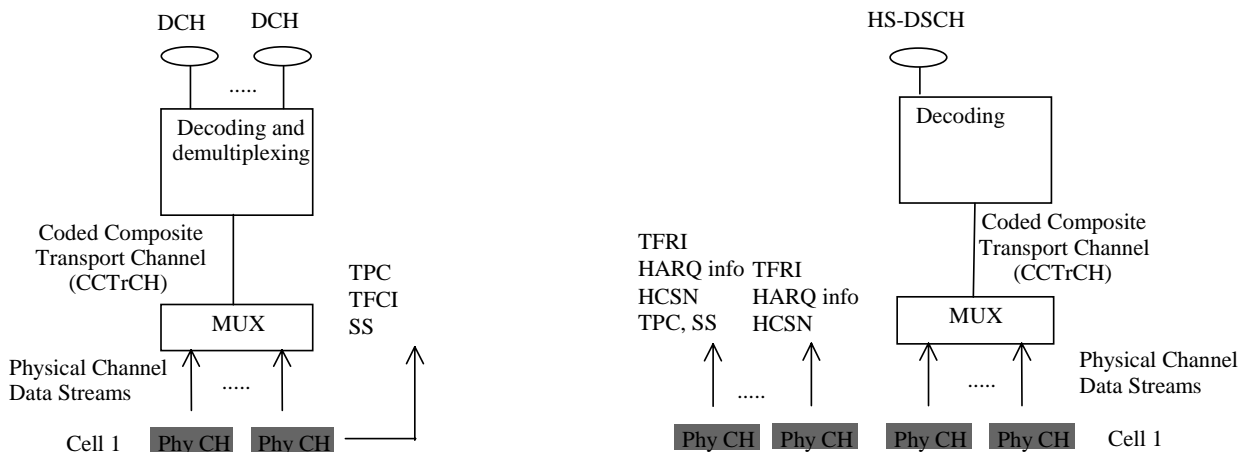 DCH DCH
.....
Decoding and
demultiplexing
Coded Composite
Transport Channel
(CCTrCH)
TPC
TFCI
SS
MUX
Physical Channel
Data Streams
.....
Cell 1 Phy CH Phy CH
HS-DSCH
Decoding
Coded Composite
Transport Channel
(CCTrCH)
TFRI
HARQ info
HCSN
TPC, SS
TFRI
HARQ info
HCSN
MUX
Physical Channel
Data Streams
.....
.....
Phy CH Phy CH Phy CH Phy CH Cell 1